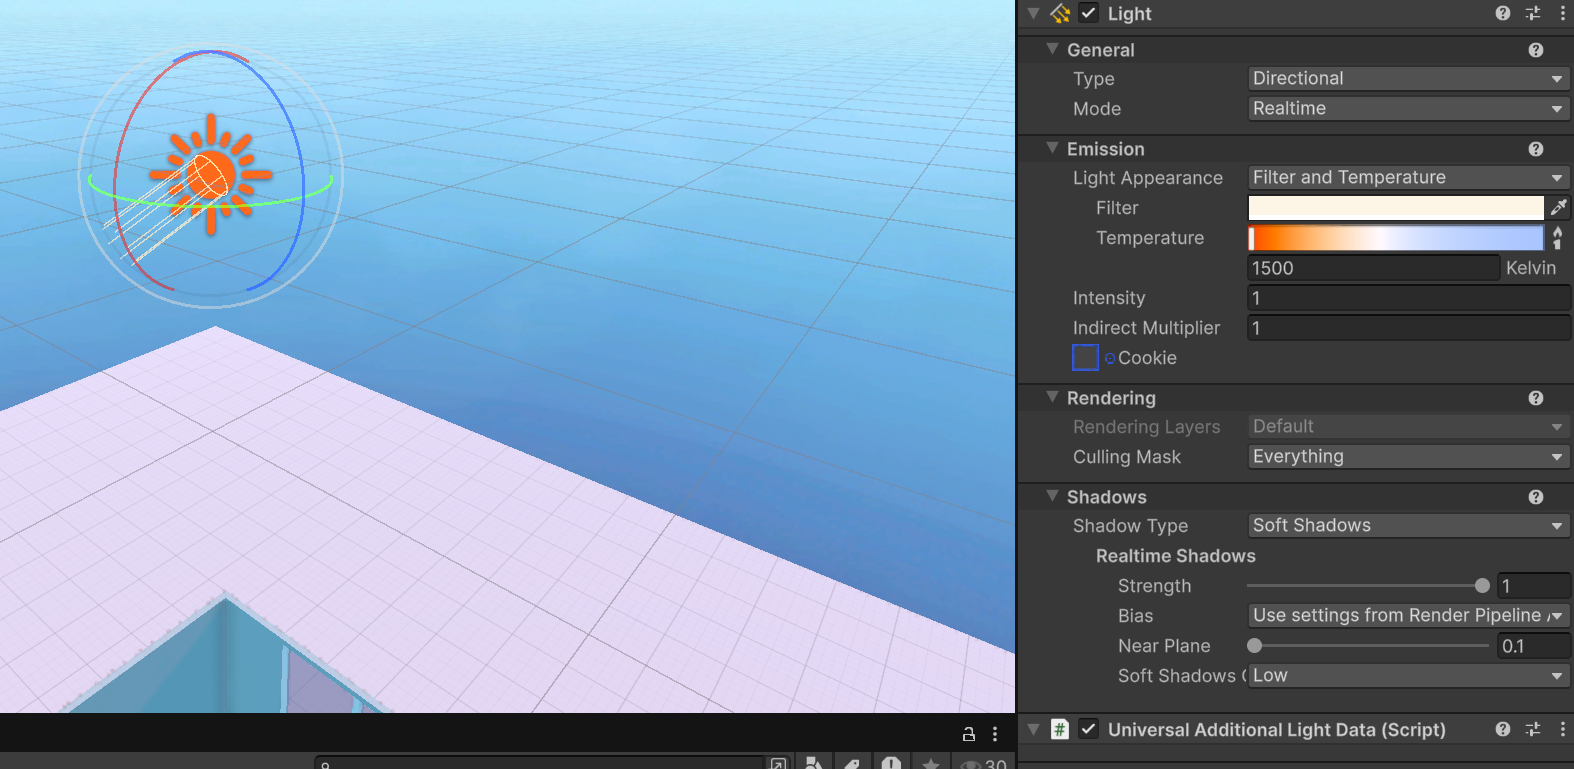 Light
General
Type Directional
Mode Realtime
Emission
Light Appearance Filter and Temperature
Filter
Temperature
1500 Kelvin
Intensity 1
Indirect Multiplier 1
Cookie
Rendering
Rendering Layers Default
Culling Mask Everything
Shadows
Shadow Type Soft Shadows
Realtime Shadows
Strength 1
Bias Use settings from Render Pipeline
Near Plane 0.1
Soft Shadows Low
# Universal Additional Light Data (Script)
30